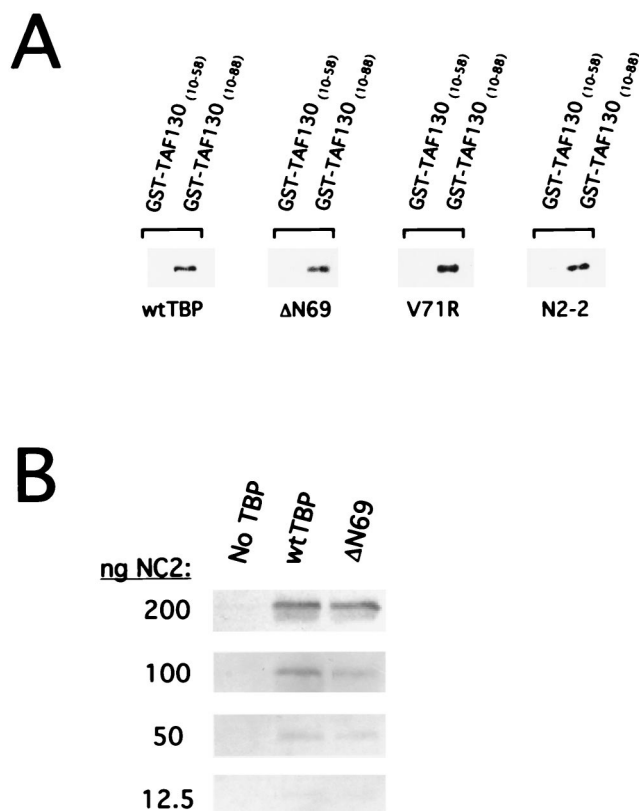 A
GST-TAF130 (10-58)
GST-TAF130 (10-88)
GST-TAF130 (10-58)
GST-TAF130 (10-88)
GST-TAF130 (10-58)
GST-TAF130 (10-88)
GST-TAF130 (10-58)
GST-TAF130 (10-88)
wtTBP
ΔN69
V71R
N2-2
B
No TBP
wtTBP
ΔN69
ng NC2:
200
100
50
12.5